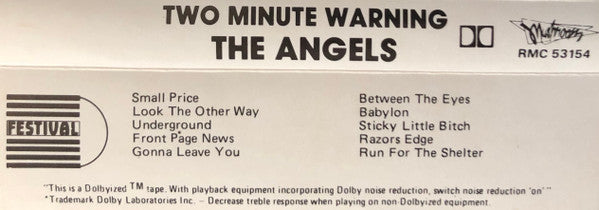 TWO MINUTE WARNING
THE ANGELS
Mushroom
RMC 53154
FESTIVAL
Small Price
Look The Other Way
Underground
Front Page News
Gonna Leave You
Between The Eyes
Babylon
Sticky Little Bitch
Razors Edge
Run For The Shelter
"This is a Dolbyized TM tape. With playback equipment incorporating Dolby noise reduction, switch noise reduction 'on' "
"Trademark Dolby Laboratories Inc. — Decrease treble response when playing on non-Dolbyized equipment.